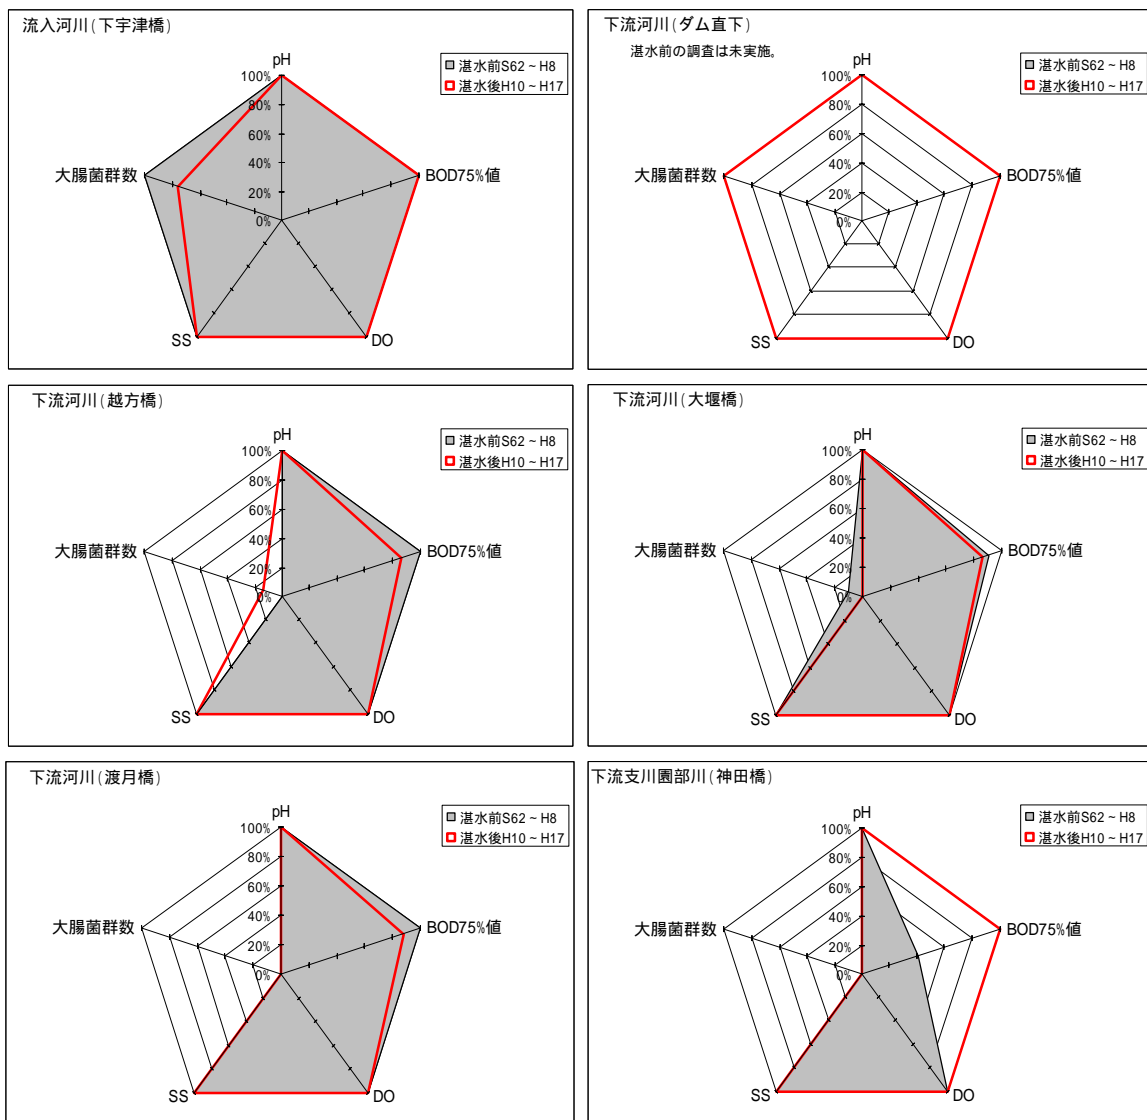 流入河川(下宇津橋)
湛水前S62～H8
湛水後H10～H17
pH
100%
80%
60%
40%
20%
0%
BOD75%値
DO
SS
大腸菌群数
下流河川(ダム直下)
湛水前の調査は未実施。
湛水前S62～H8
湛水後H10～H17
pH
100%
80%
60%
40%
20%
0%
BOD75%値
DO
SS
大腸菌群数
下流河川(越方橋)
湛水前S62～H8
湛水後H10～H17
pH
100%
80%
60%
40%
20%
0%
BOD75%値
DO
SS
大腸菌群数
下流河川(大堰橋)
湛水前S62～H8
湛水後H10～H17
pH
100%
80%
60%
40%
20%
0%
BOD75%値
DO
SS
大腸菌群数
下流河川(渡月橋)
湛水前S62～H8
湛水後H10～H17
pH
100%
80%
60%
40%
20%
0%
BOD75%値
DO
SS
大腸菌群数
下流支川園部川(神田橋)
湛水前S62～H8
湛水後H10～H17
pH
100%
80%
60%
40%
20%
0%
BOD75%値
DO
SS
大腸菌群数